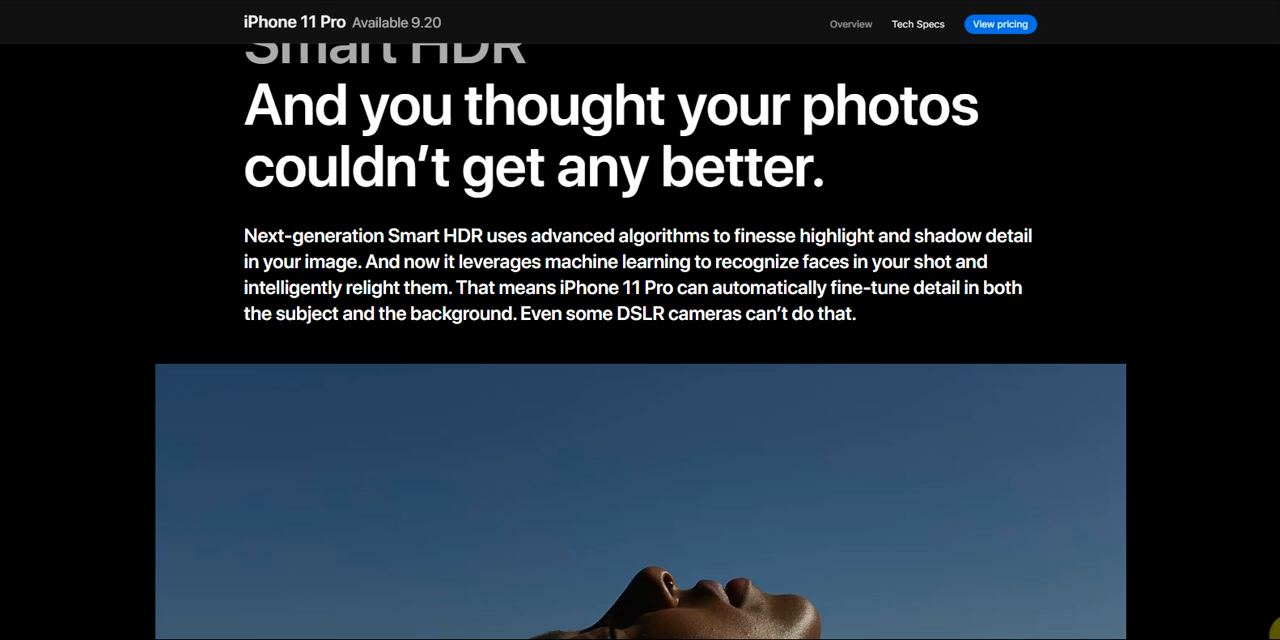 iPhone 11 Pro Available 9.20
Overview Tech Specs View pricing
Smart HDR
And you thought your photos
couldn’t get any better.
Next-generation Smart HDR uses advanced algorithms to finesse highlight and shadow detail
in your image. And now it leverages machine learning to recognize faces in your shot and
intelligently relight them. That means iPhone 11 Pro can automatically fine-tune detail in both
the subject and the background. Even some DSLR cameras can’t do that.